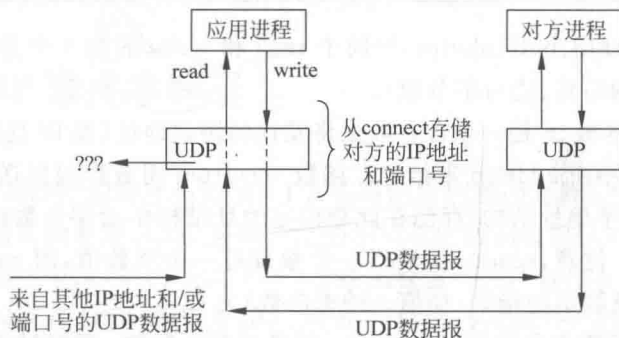 应用进程
对方进程
read
write
从connect存储
对方的IP地址
和端口号
UDP
UDP
???
UDP数据报
来自其他IP地址和/或
端口号的UDP数据报
UDP数据报